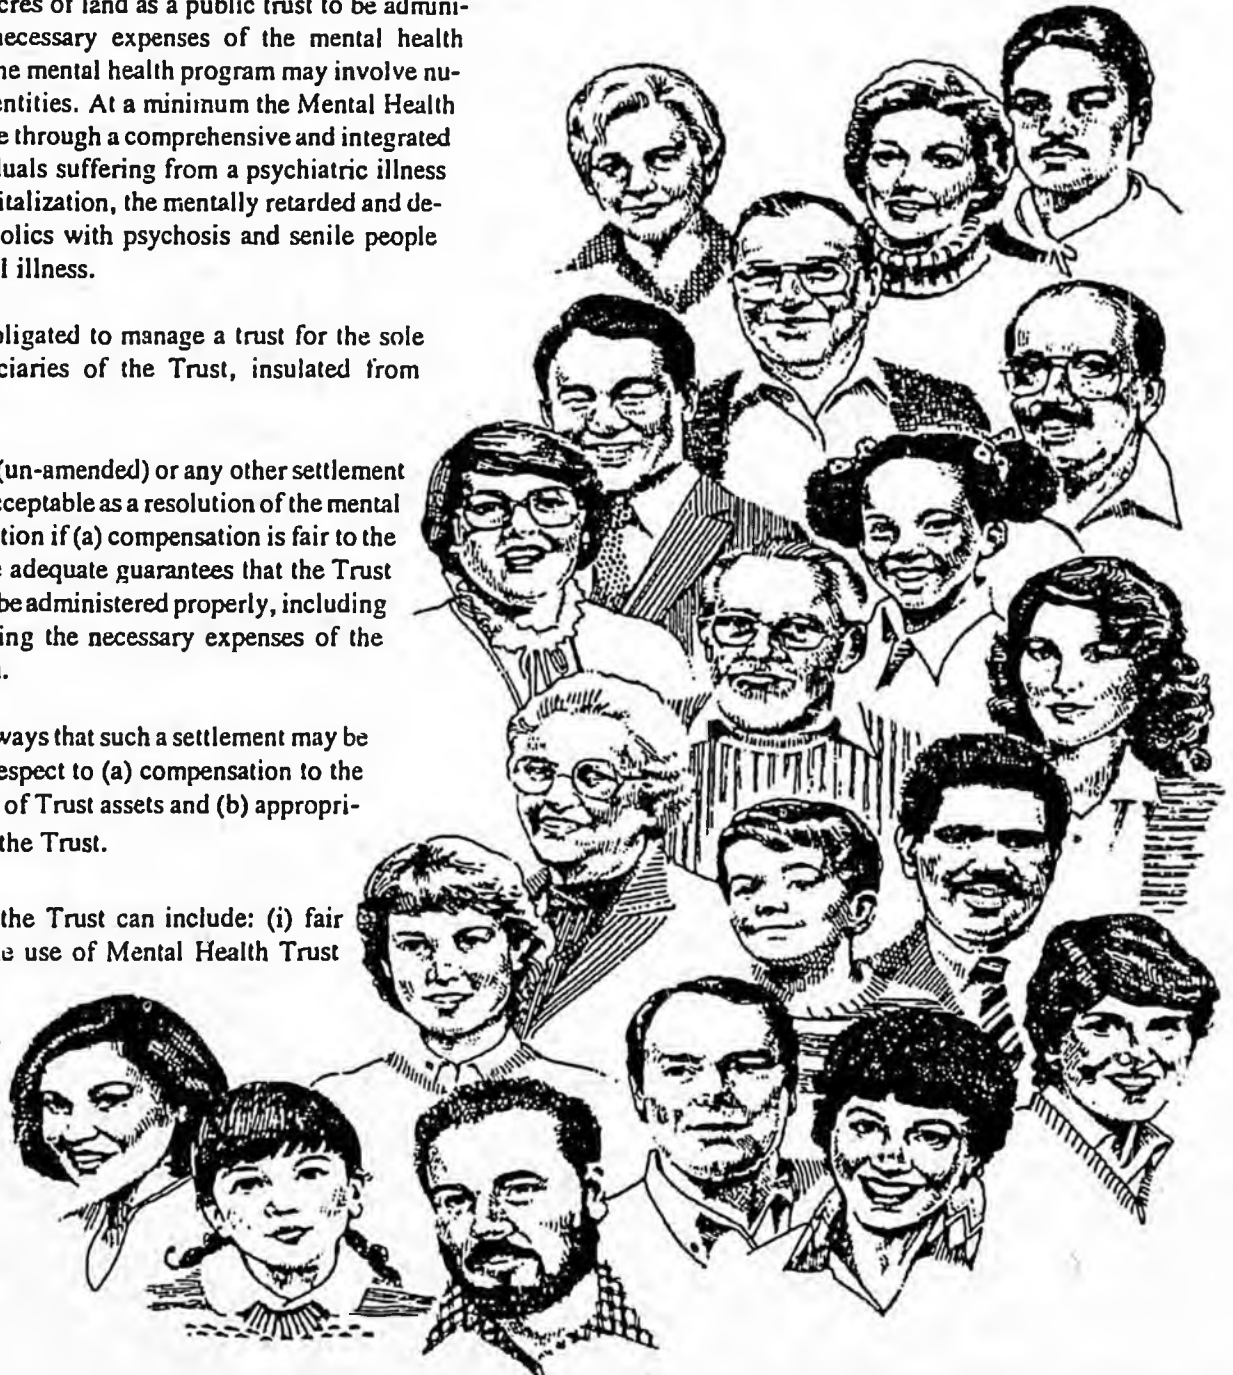 cres of land as a public trust to be admini-
necessary expenses of the mental health
he mental health program may involve nu-
entities. At a minimum the Mental Health
e through a comprehensive and integrated
duals suffering from a psychiatric illness
italization, the mentally retarded and de-
olics with psychosis and senile people
l illness.
bligated to manage a trust for the sole
ciaries of the Trust, insulated from
(un-amended) or any other settlement
cceptable as a resolution of the mental
tion if (a) compensation is fair to the
e adequate guarantees that the Trust
be administered properly, including
ing the necessary expenses of the
ways that such a settlement may be
espect to (a) compensation to the
of Trust assets and (b) appropri-
the Trust.
the Trust can include: (i) fair
e use of Mental Health Trust